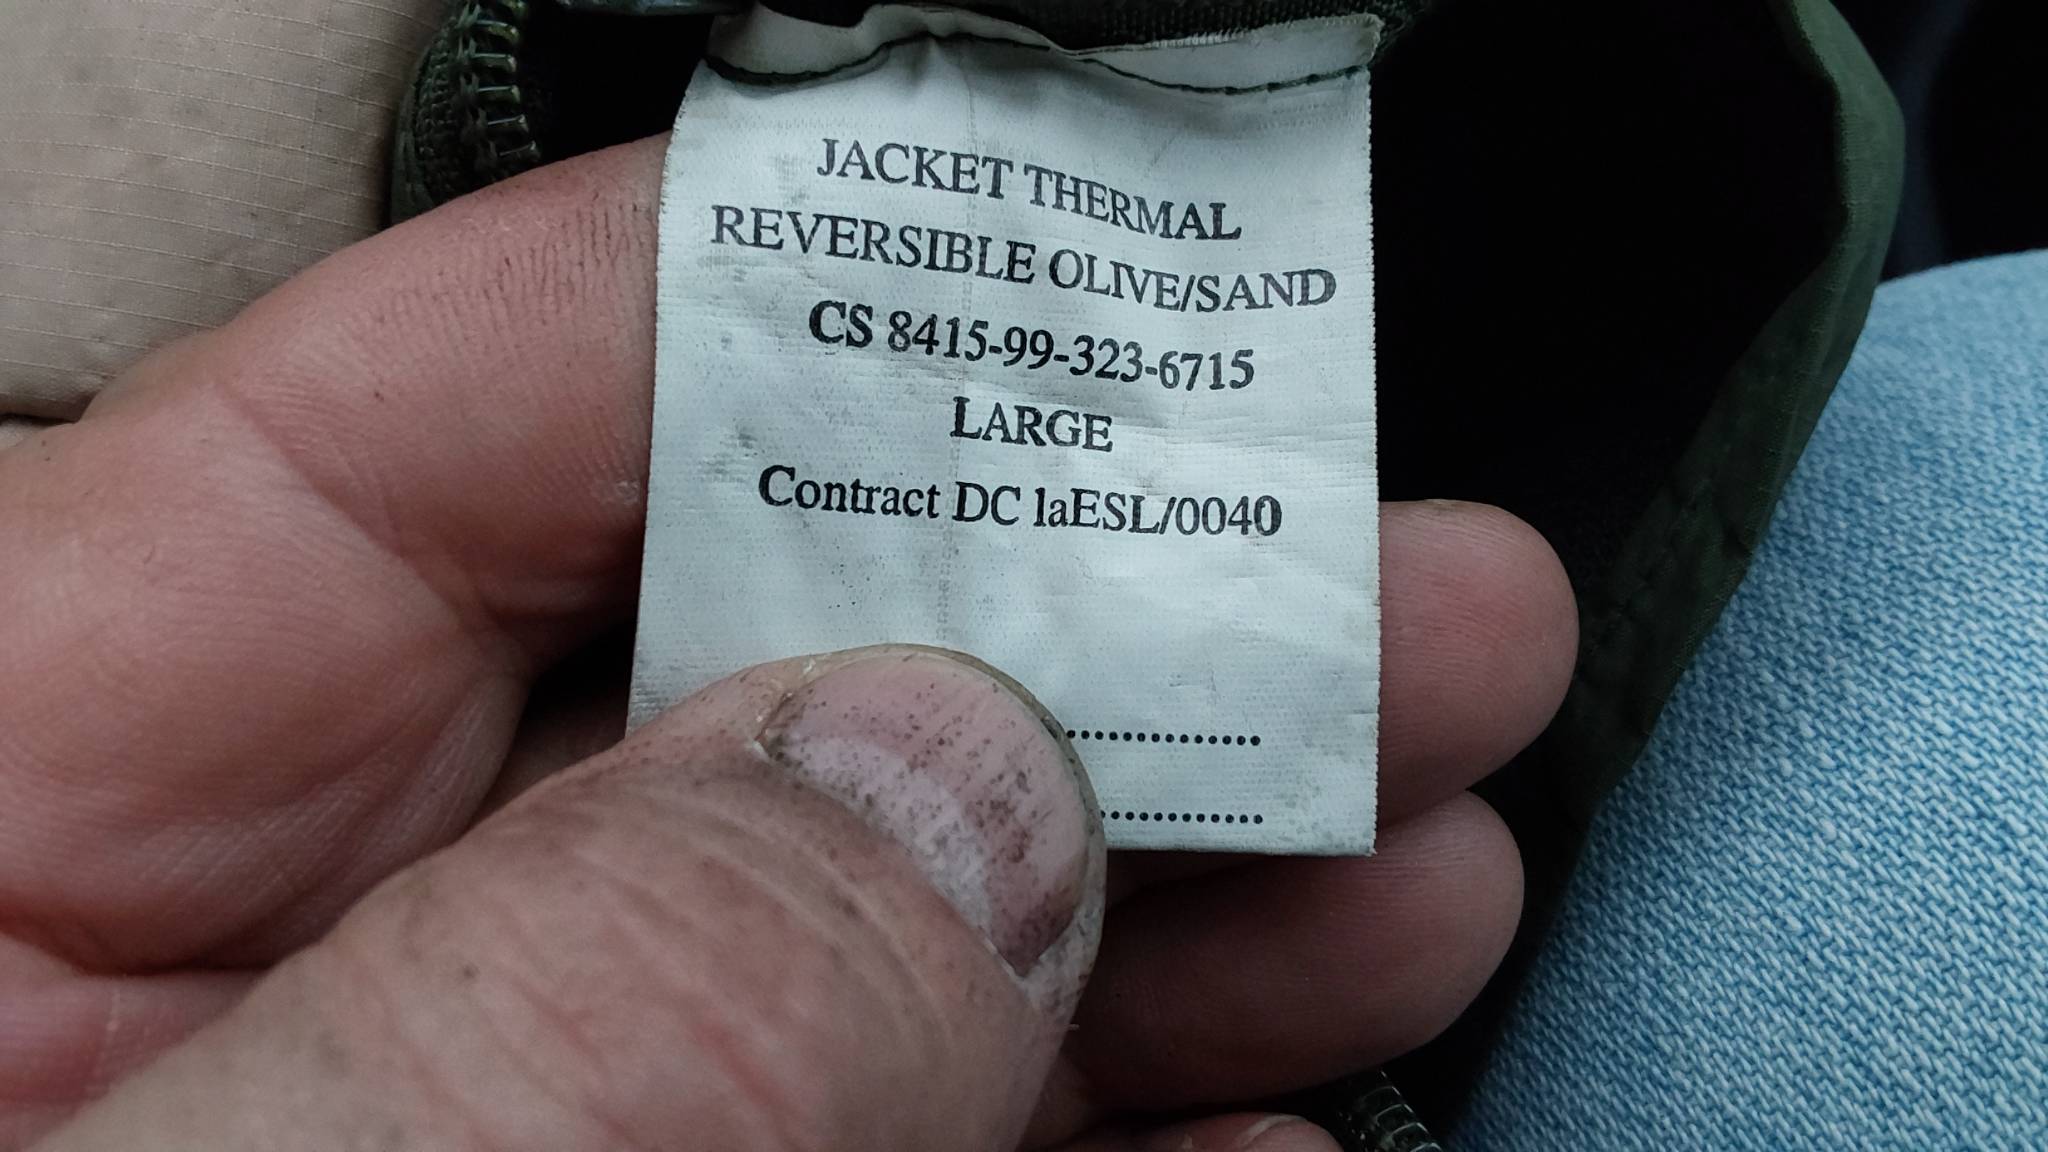 JACKET THERMAL
REVERSIBLE OLIVE/SAND
CS 8415-99-323-6715
LARGE
Contract DC laESL/0040